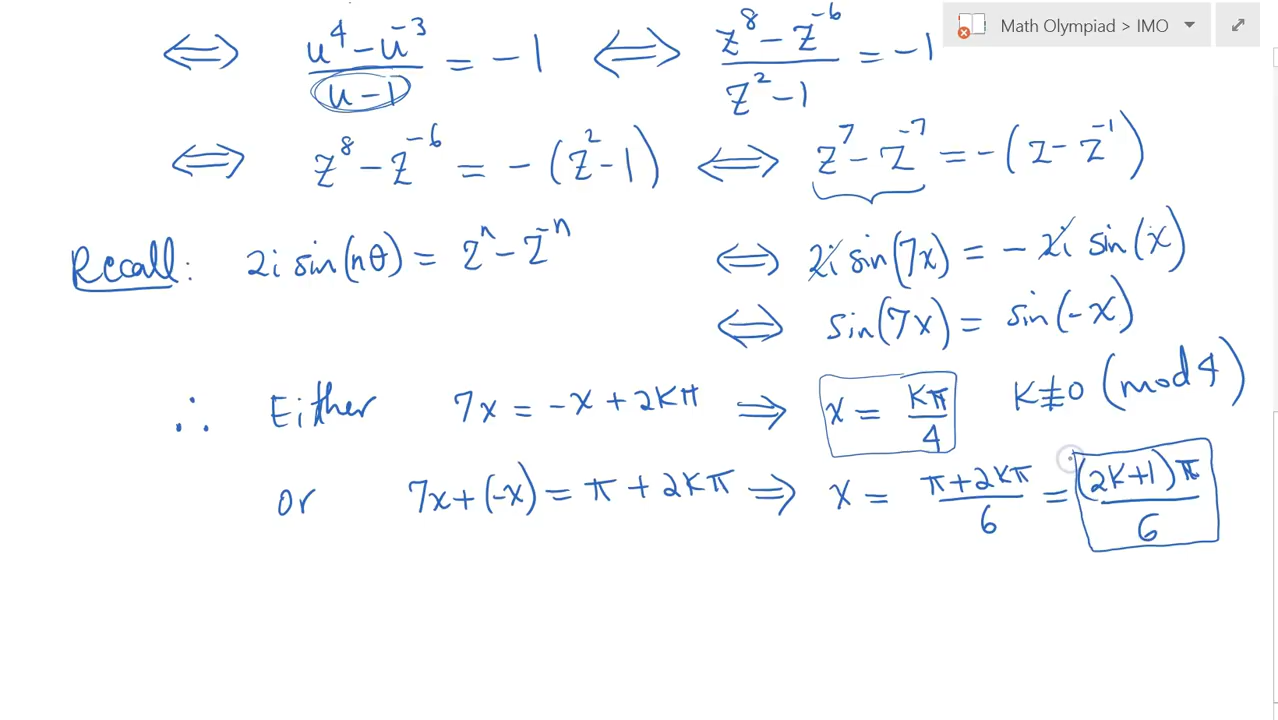 Math Olympiad > IMO
⟺ (u⁴ − u⁻³)/(u − 1) = −1 ⟺ (z⁸ − z⁻⁶)/(z² − 1) = −1
⟺ z⁸ − z⁻⁶ = −(z² − 1) ⟺ z⁷ − z⁻⁷ = −(z − z⁻¹)
Recall: 2i sin(nθ) = zⁿ − z⁻ⁿ ⟺ 2i sin(7x) = −2i sin(x)
⟺ sin(7x) = sin(−x)
∴ Either 7x = −x + 2kπ ⟹ x = kπ/4 k ≢ 0 (mod 4)
or 7x + (−x) = π + 2kπ ⟹ x = (π + 2kπ)/6 = (2k+1)π/6